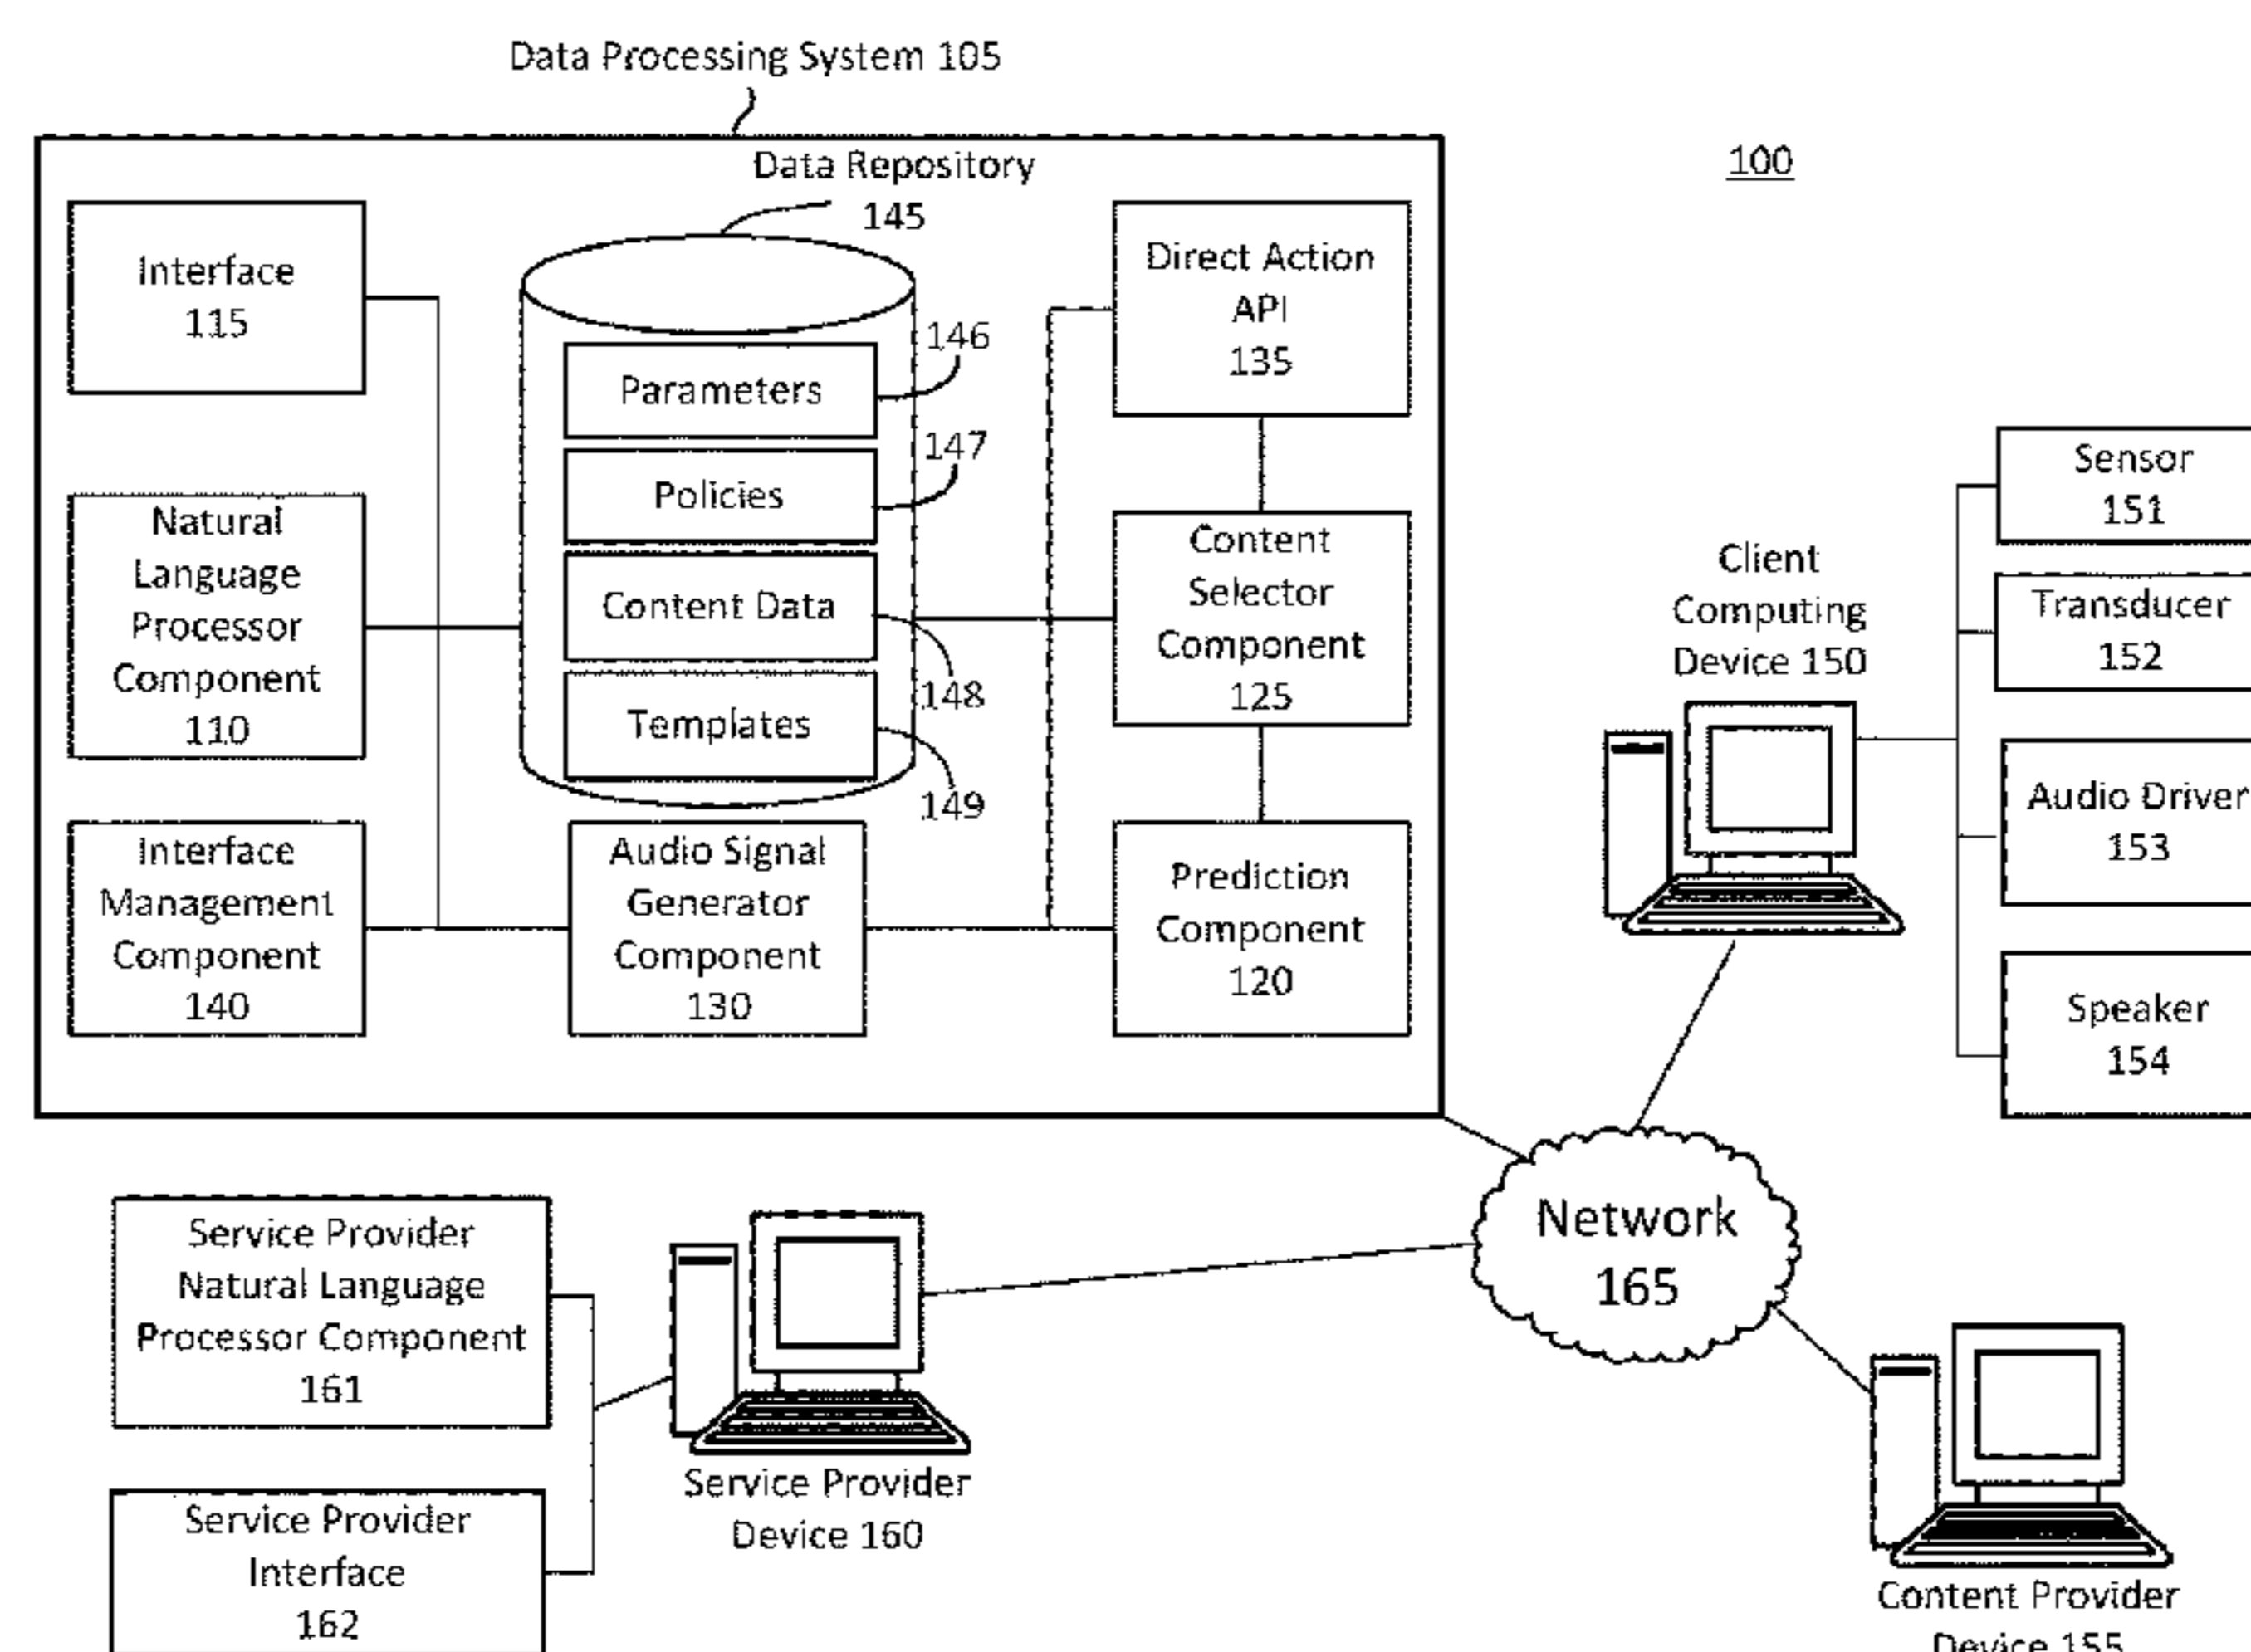 Data Processing System 105
100
Data Repository
145
Interface
115
Natural
Language
Processor
Component
110
Interface
Management
Component
140
Parameters
146
Policies
147
Content Data
148
Templates
149
Audio Signal
Generator
Component
130
Direct Action
API
135
Content
Selector
Component
125
Prediction
Component
120
Client
Computing
Device 150
Sensor
151
Transducer
152
Audio Driver
153
Speaker
154
Network
165
Service Provider
Natural Language
Processor Component
161
Service Provider
Interface
162
Service Provider
Device 160
Content Provider
Device 155